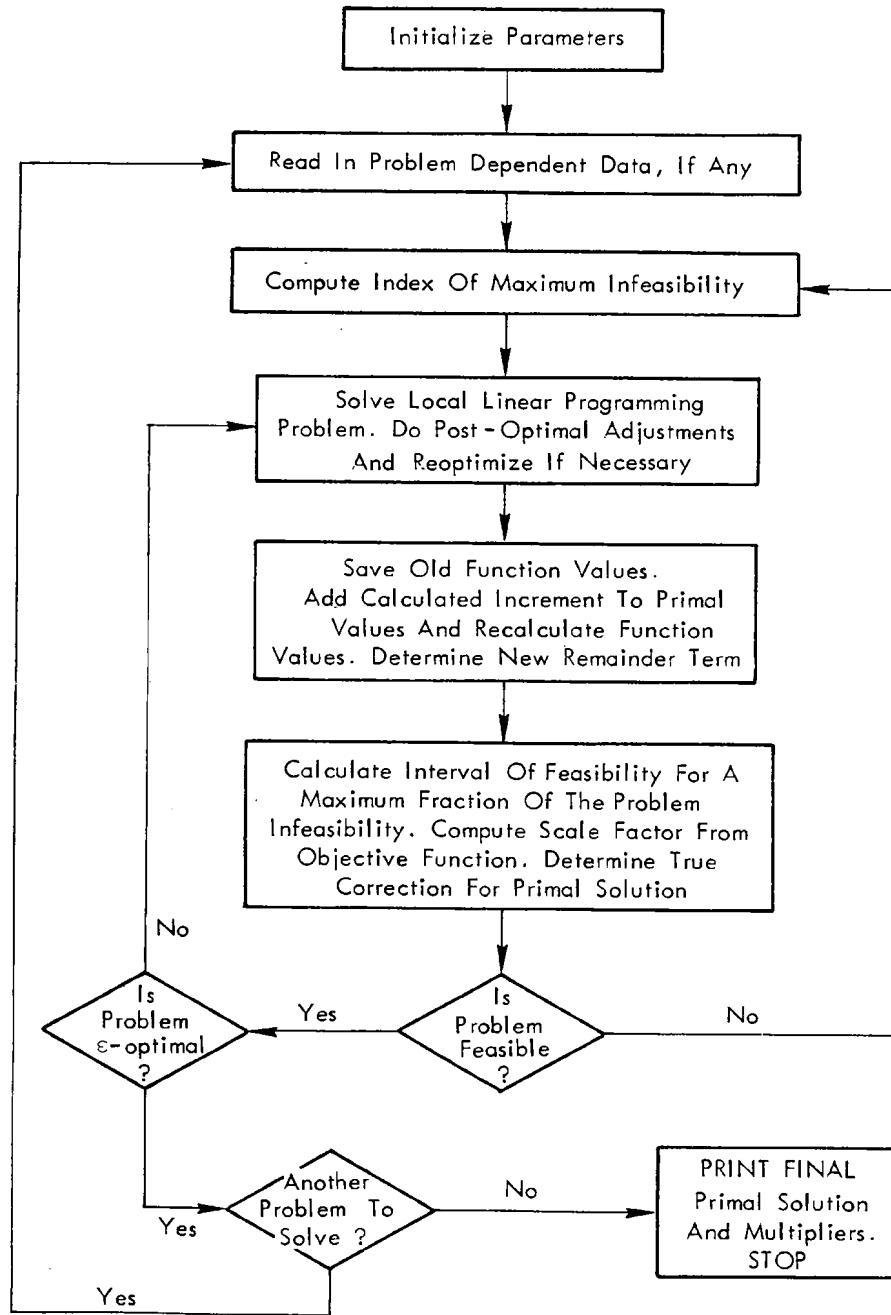 Initialize Parameters
Read In Problem Dependent Data, If Any
Compute Index Of Maximum Infeasibility
Solve Local Linear Programming
Problem. Do Post-Optimal Adjustments
And Reoptimize If Necessary
Save Old Function Values.
Add Calculated Increment To Primal
Values And Recalculate Function
Values. Determine New Remainder Term
Calculate Interval Of Feasibility For A
Maximum Fraction Of The Problem
Infeasibility. Compute Scale Factor From
Objective Function. Determine True
Correction For Primal Solution
No
Is
Problem
ε-optimal
?
Yes
Is
Problem
Feasible
?
No
Yes
Another
Problem To
Solve ?
No
PRINT FINAL
Primal Solution
And Multipliers.
STOP
Yes